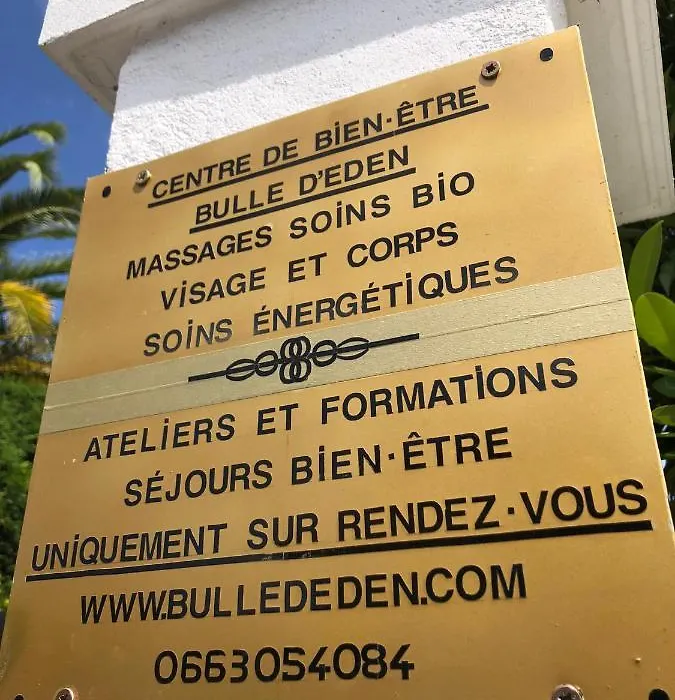 CENTRE DE BiEN·ÊTRE
BULLE D'EDEN
MASSAGES SOiNS BiO
ViSAGE ET CORPS
SOiNS ÉNERGÉTiQUES
ATELiERS ET FORMATiONS
SÉJOURS BiEN·ÊTRE
UNiQUEMENT SUR RENDEZ·VOUS
WWW.BULLEDEDEN.COM
0663054084